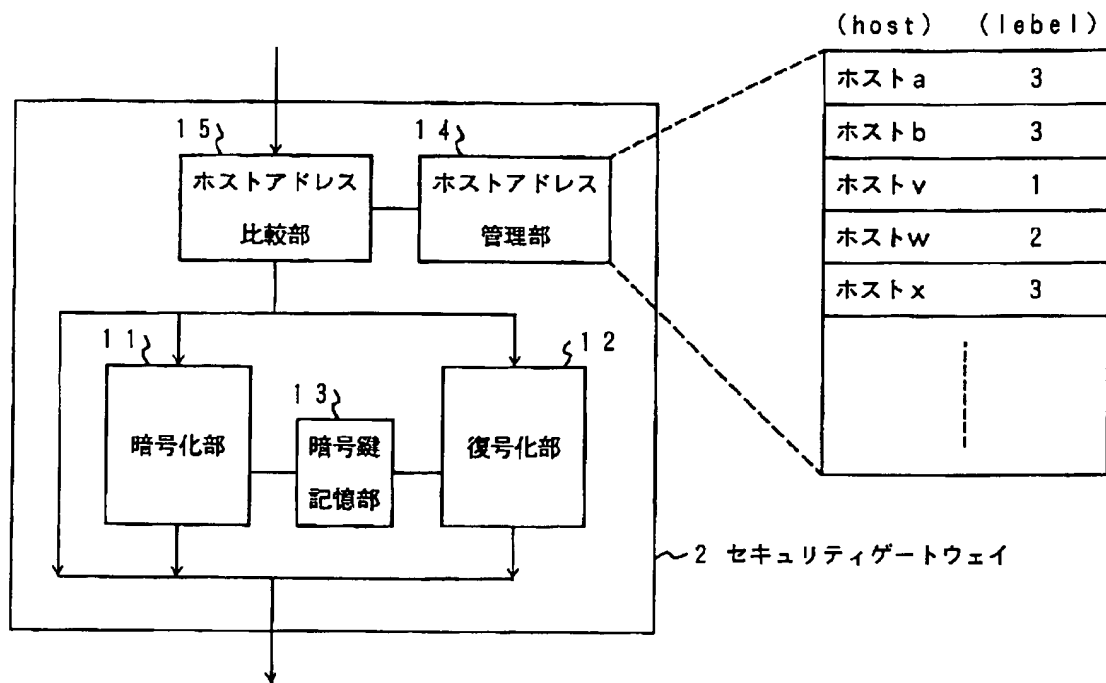 (host) (lebel)
ホストa 3
ホストb 3
ホストv 1
ホストw 2
ホストx 3
15
ホストアドレス
比較部
14
ホストアドレス
管理部
11
暗号化部
13
暗号鍵
記憶部
12
復号化部
2 セキュリティゲートウェイ